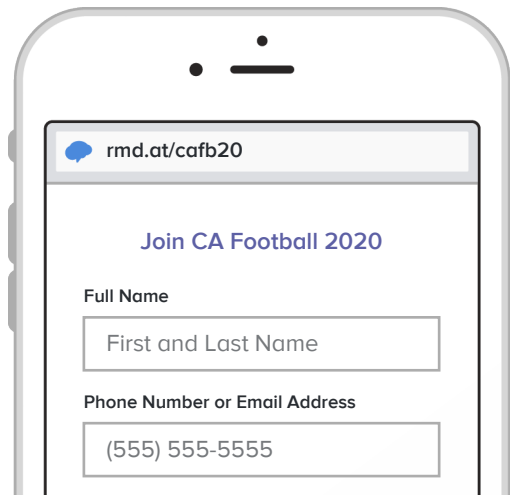 rmd.at/cafb20
Join CA Football 2020
Full Name
First and Last Name
Phone Number or Email Address
(555) 555-5555